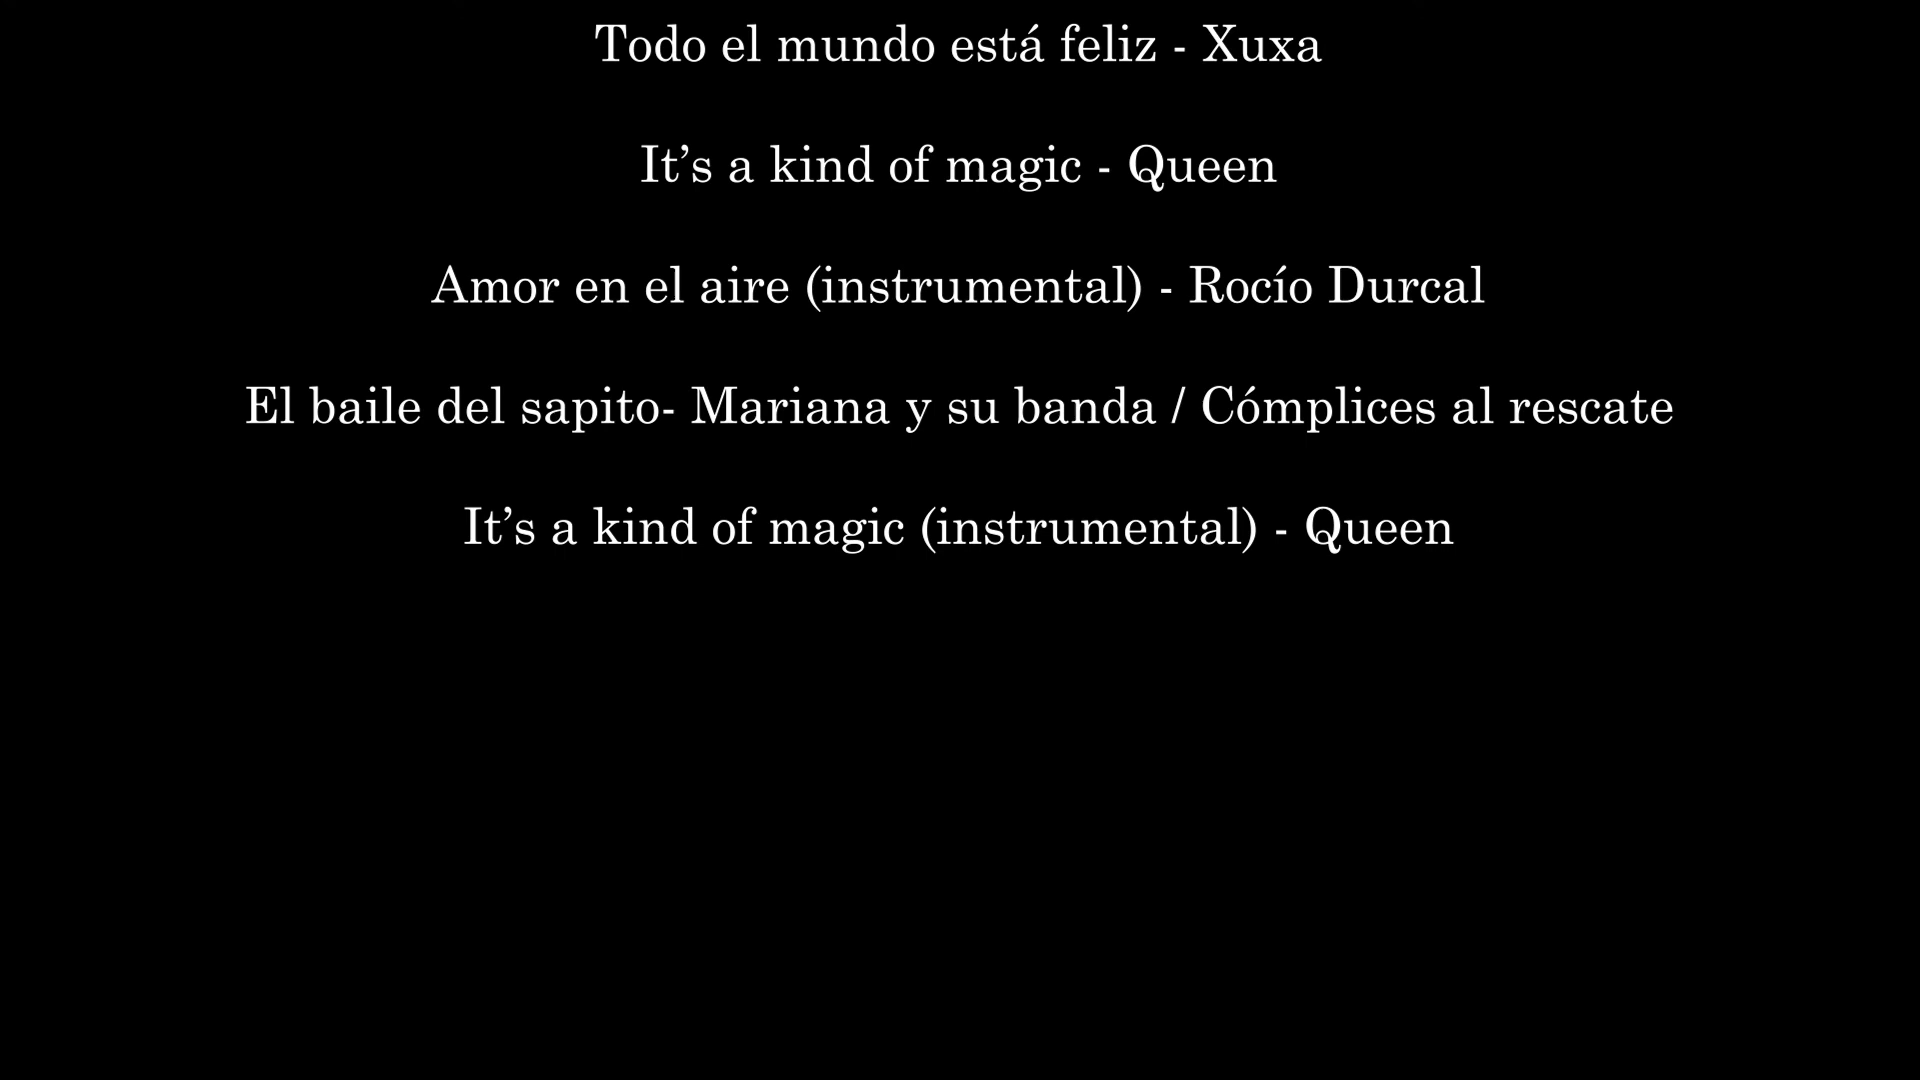 Todo el mundo está feliz - Xuxa
It’s a kind of magic - Queen
Amor en el aire (instrumental) - Rocío Durcal
El baile del sapito- Mariana y su banda / Cómplices al rescate
It’s a kind of magic (instrumental) - Queen